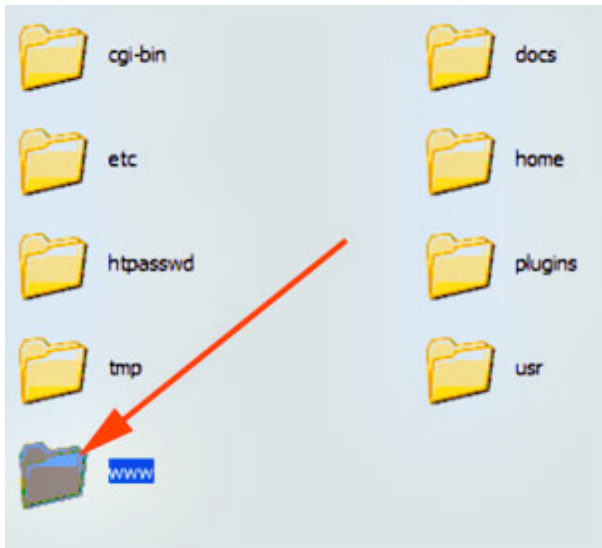 cgi-bin
docs
etc
home
htpasswd
plugins
tmp
usr
www